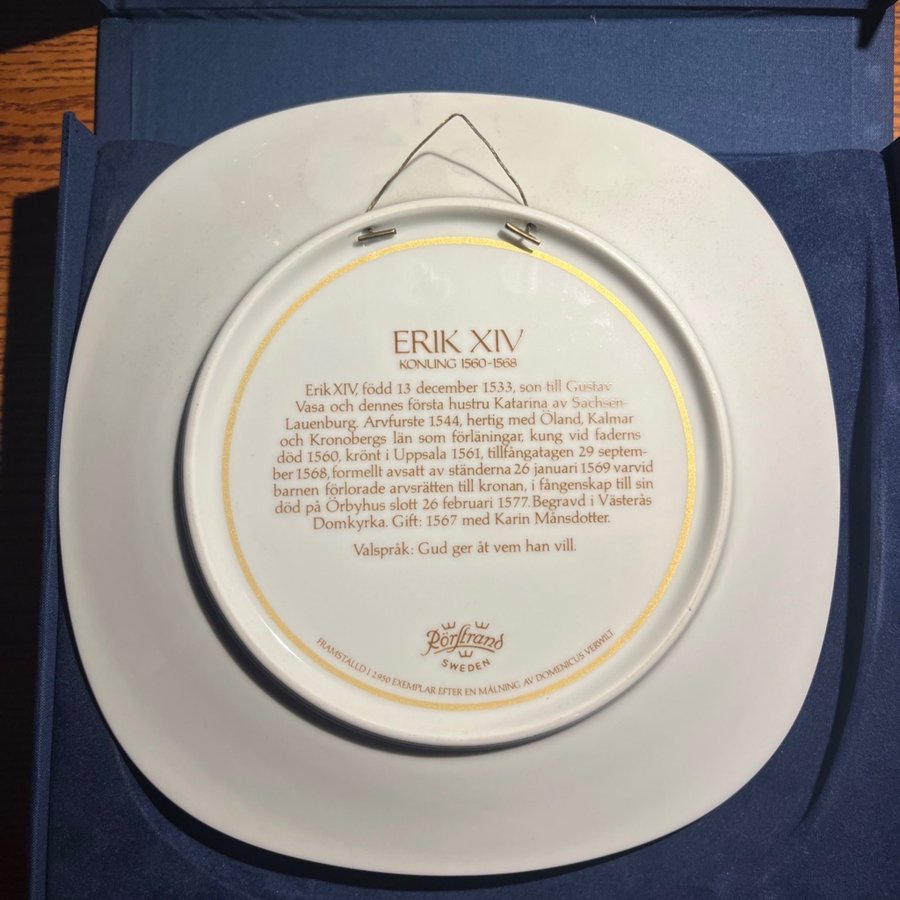 ERIK XIV
KONUNG 1560-1568
Erik XIV, född 13 december 1533, son till Gustav
Vasa och dennes första hustru Katarina av Sachsen-
Lauenburg. Arvfurste 1544, hertig med Öland, Kalmar
och Kronobergs län som förläningar, kung vid faderns
död 1560, krönt i Uppsala 1561, tillfångatagen 29 septem-
ber 1568, formellt avsatt av ständerna 26 januari 1569 varvid
barnen förlorade arvsrätten till kronan, i fångenskap till sin
död på Örbyhus slott 26 februari 1577. Begravd i Västerås
Domkyrka. Gift: 1567 med Karin Månsdotter.
Valspråk: Gud ger åt vem han vill.
Rörstrand
SWEDEN
FRAMSTÄLLD I 2.950 EXEMPLAR EFTER EN MÅLNING AV DOMENICUS VERWILT